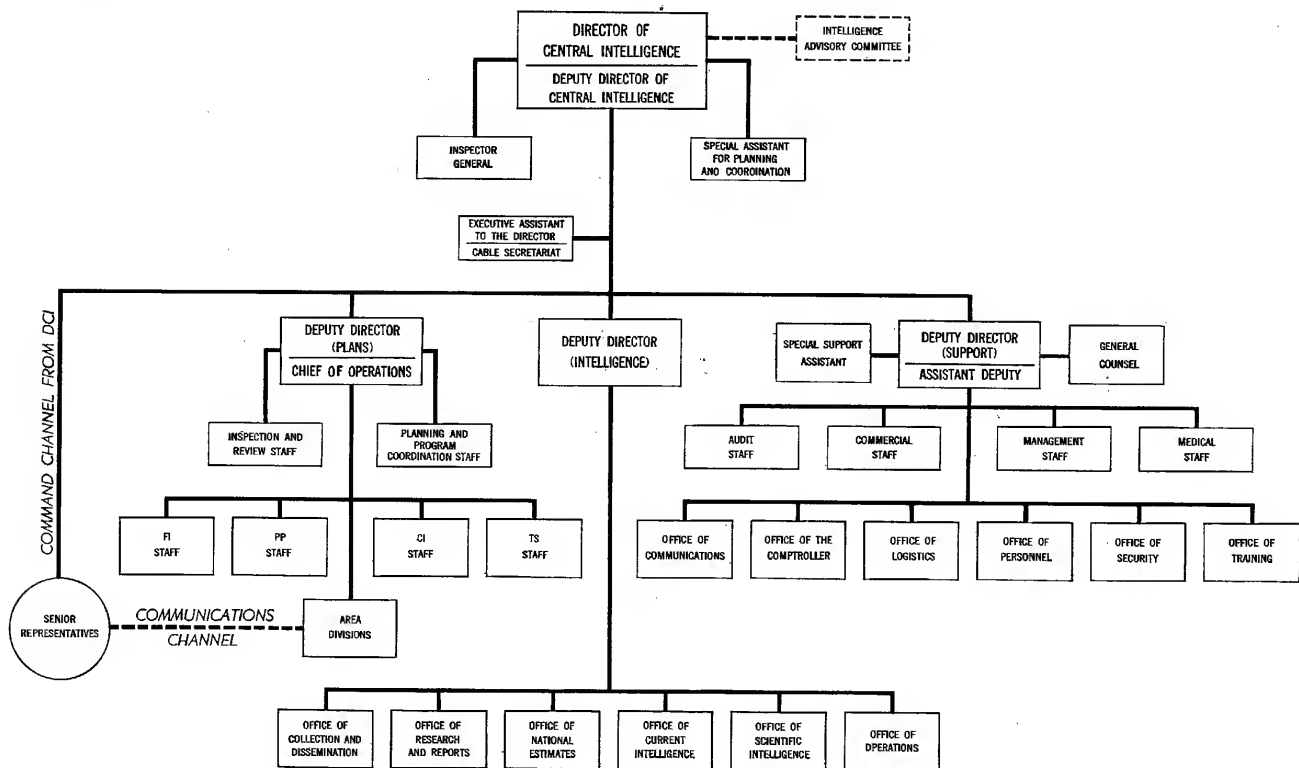 DIRECTOR OF
CENTRAL INTELLIGENCE
DEPUTY DIRECTOR OF
CENTRAL INTELLIGENCE
INTELLIGENCE
ADVISORY COMMITTEE
INSPECTOR
GENERAL
SPECIAL ASSISTANT
FOR PLANNING
AND COORDINATION
EXECUTIVE ASSISTANT
TO THE DIRECTOR
CABLE SECRETARIAT
COMMAND CHANNEL FROM DCI
DEPUTY DIRECTOR
(PLANS)
CHIEF OF OPERATIONS
DEPUTY DIRECTOR
(INTELLIGENCE)
SPECIAL SUPPORT
ASSISTANT
DEPUTY DIRECTOR
(SUPPORT)
ASSISTANT DEPUTY
GENERAL
COUNSEL
INSPECTION AND
REVIEW STAFF
PLANNING AND
PROGRAM
COORDINATION STAFF
AUDIT
STAFF
COMMERCIAL
STAFF
MANAGEMENT
STAFF
MEDICAL
STAFF
FI
STAFF
PP
STAFF
CI
STAFF
TS
STAFF
OFFICE OF
COMMUNICATIONS
OFFICE OF THE
COMPTROLLER
OFFICE OF
LOGISTICS
OFFICE OF
PERSONNEL
OFFICE OF
SECURITY
OFFICE OF
TRAINING
SENIOR
REPRESENTATIVES
COMMUNICATIONS
CHANNEL
AREA
DIVISIONS
OFFICE OF
COLLECTION AND
DISSEMINATION
OFFICE OF
RESEARCH
AND REPORTS
OFFICE OF
NATIONAL
ESTIMATES
OFFICE OF
CURRENT
INTELLIGENCE
OFFICE OF
SCIENTIFIC
INTELLIGENCE
OFFICE OF
OPERATIONS